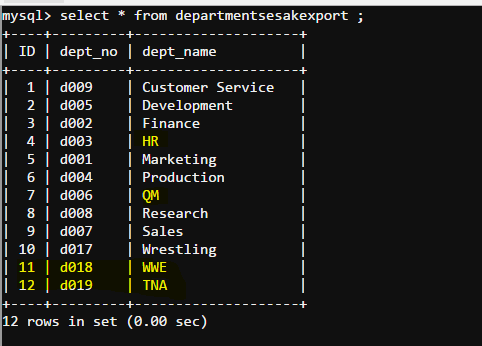 mysql> select * from departmentsesakexport ;
+----+---------+--------------------+
| ID | dept_no | dept_name          |
+----+---------+--------------------+
|  1 | d009    | Customer Service   |
|  2 | d005    | Development        |
|  3 | d002    | Finance            |
|  4 | d003    | HR                 |
|  5 | d001    | Marketing          |
|  6 | d004    | Production         |
|  7 | d006    | QM                 |
|  8 | d008    | Research           |
|  9 | d007    | Sales              |
| 10 | d017    | Wrestling          |
| 11 | d018    | WWE                |
| 12 | d019    | TNA                |
+----+---------+--------------------+
12 rows in set (0.00 sec)